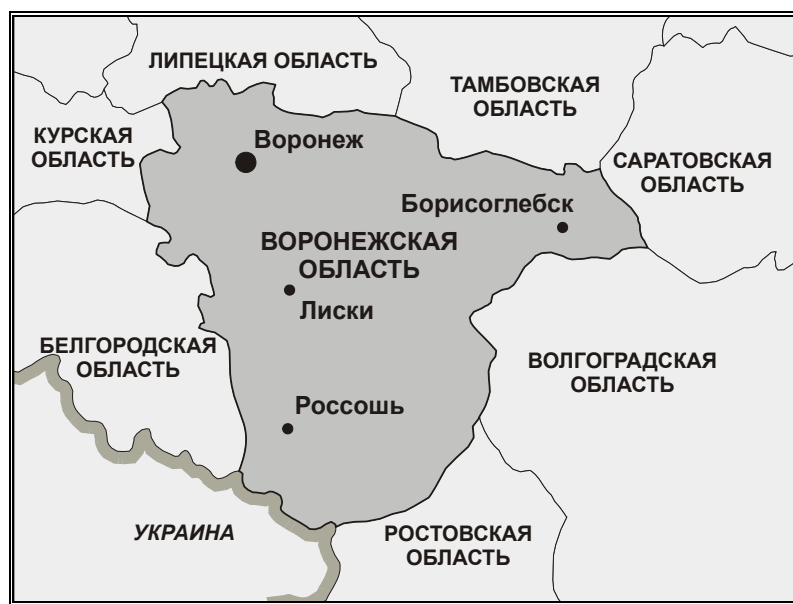 ЛИПЕЦКАЯ ОБЛАСТЬ
ТАМБОВСКАЯ
ОБЛАСТЬ
КУРСКАЯ
ОБЛАСТЬ
Воронеж
САРАТОВСКАЯ
ОБЛАСТЬ
Борисоглебск
ВОРОНЕЖСКАЯ
ОБЛАСТЬ
Лиски
БЕЛГОРОДСКАЯ
ОБЛАСТЬ
ВОЛГОГРАДСКАЯ
ОБЛАСТЬ
Россошь
УКРАИНА
РОСТОВСКАЯ
ОБЛАСТЬ